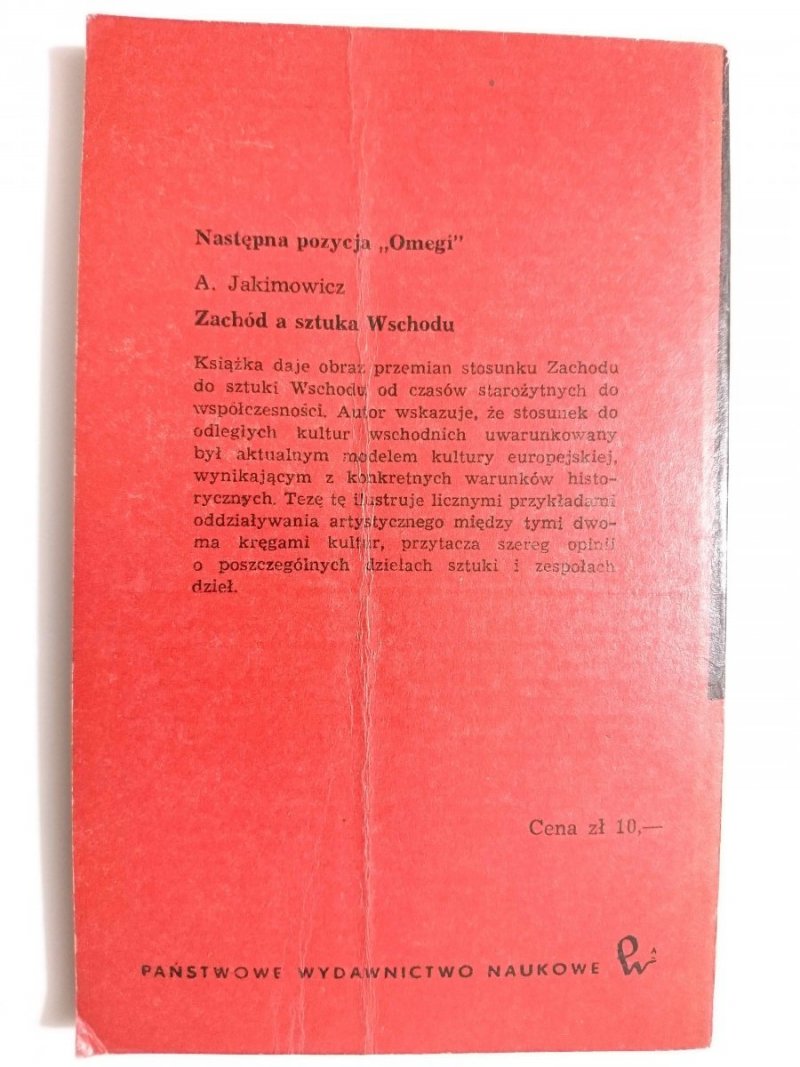 Następna pozycja „Omegi"
A. Jakimowicz
Zachód a sztuka Wschodu
Książka daje obraz przemian stosunku Zachodu
do sztuki Wschodu od czasów starożytnych do
współczesności. Autor wskazuje, że stosunek do
odległych kultur wschodnich uwarunkowany
był aktualnym modelem kultury europejskiej,
wynikającym z konkretnych warunków histo-
rycznych. Tezę tę ilustruje licznymi przykładami
oddziaływania artystycznego między tymi dwo-
ma kręgami kultur, przytacza szereg opinii
o poszczególnych dziełach sztuki i zespołach
dzieł.
Cena zł 10,—
PAŃSTWOWE WYDAWNICTWO NAUKOWE